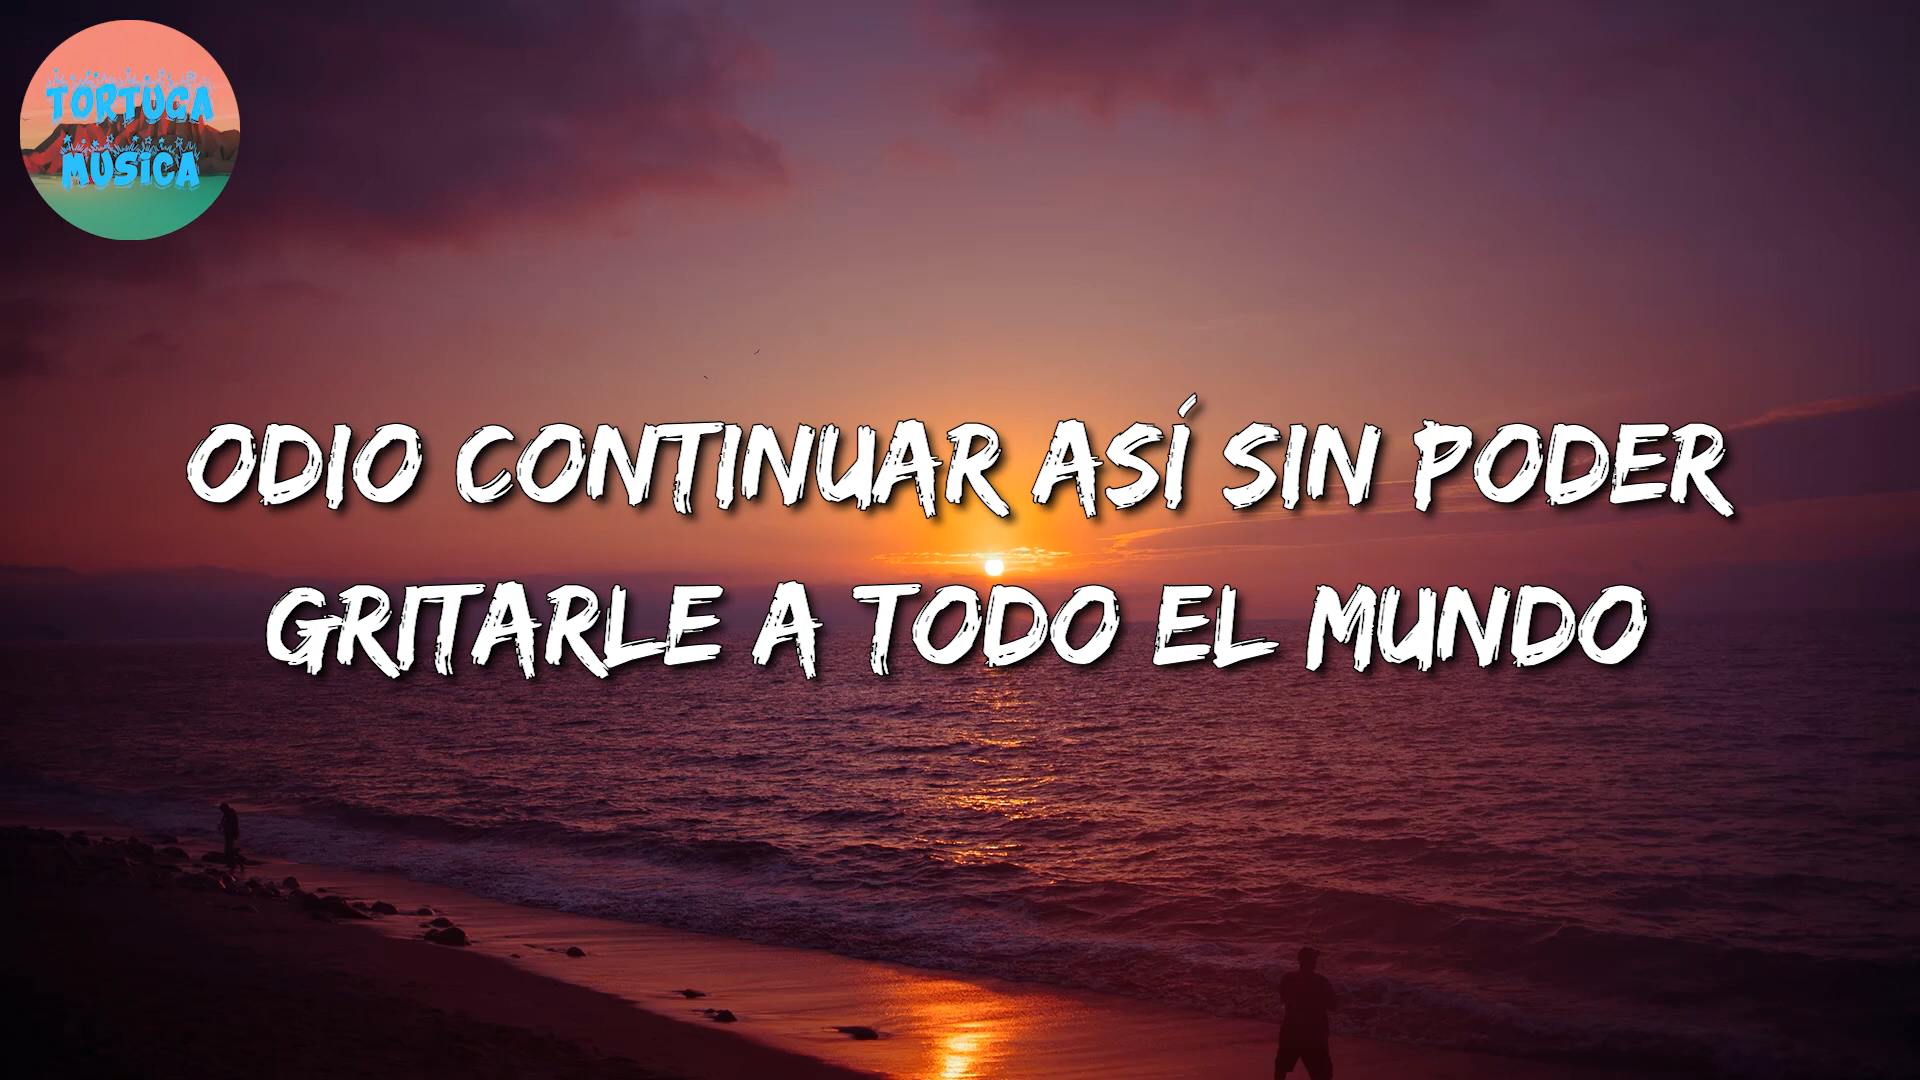 TORTUGA
MUSICA
ODIO CONTINUAR ASÍ SIN PODER
GRITARLE A TODO EL MUNDO